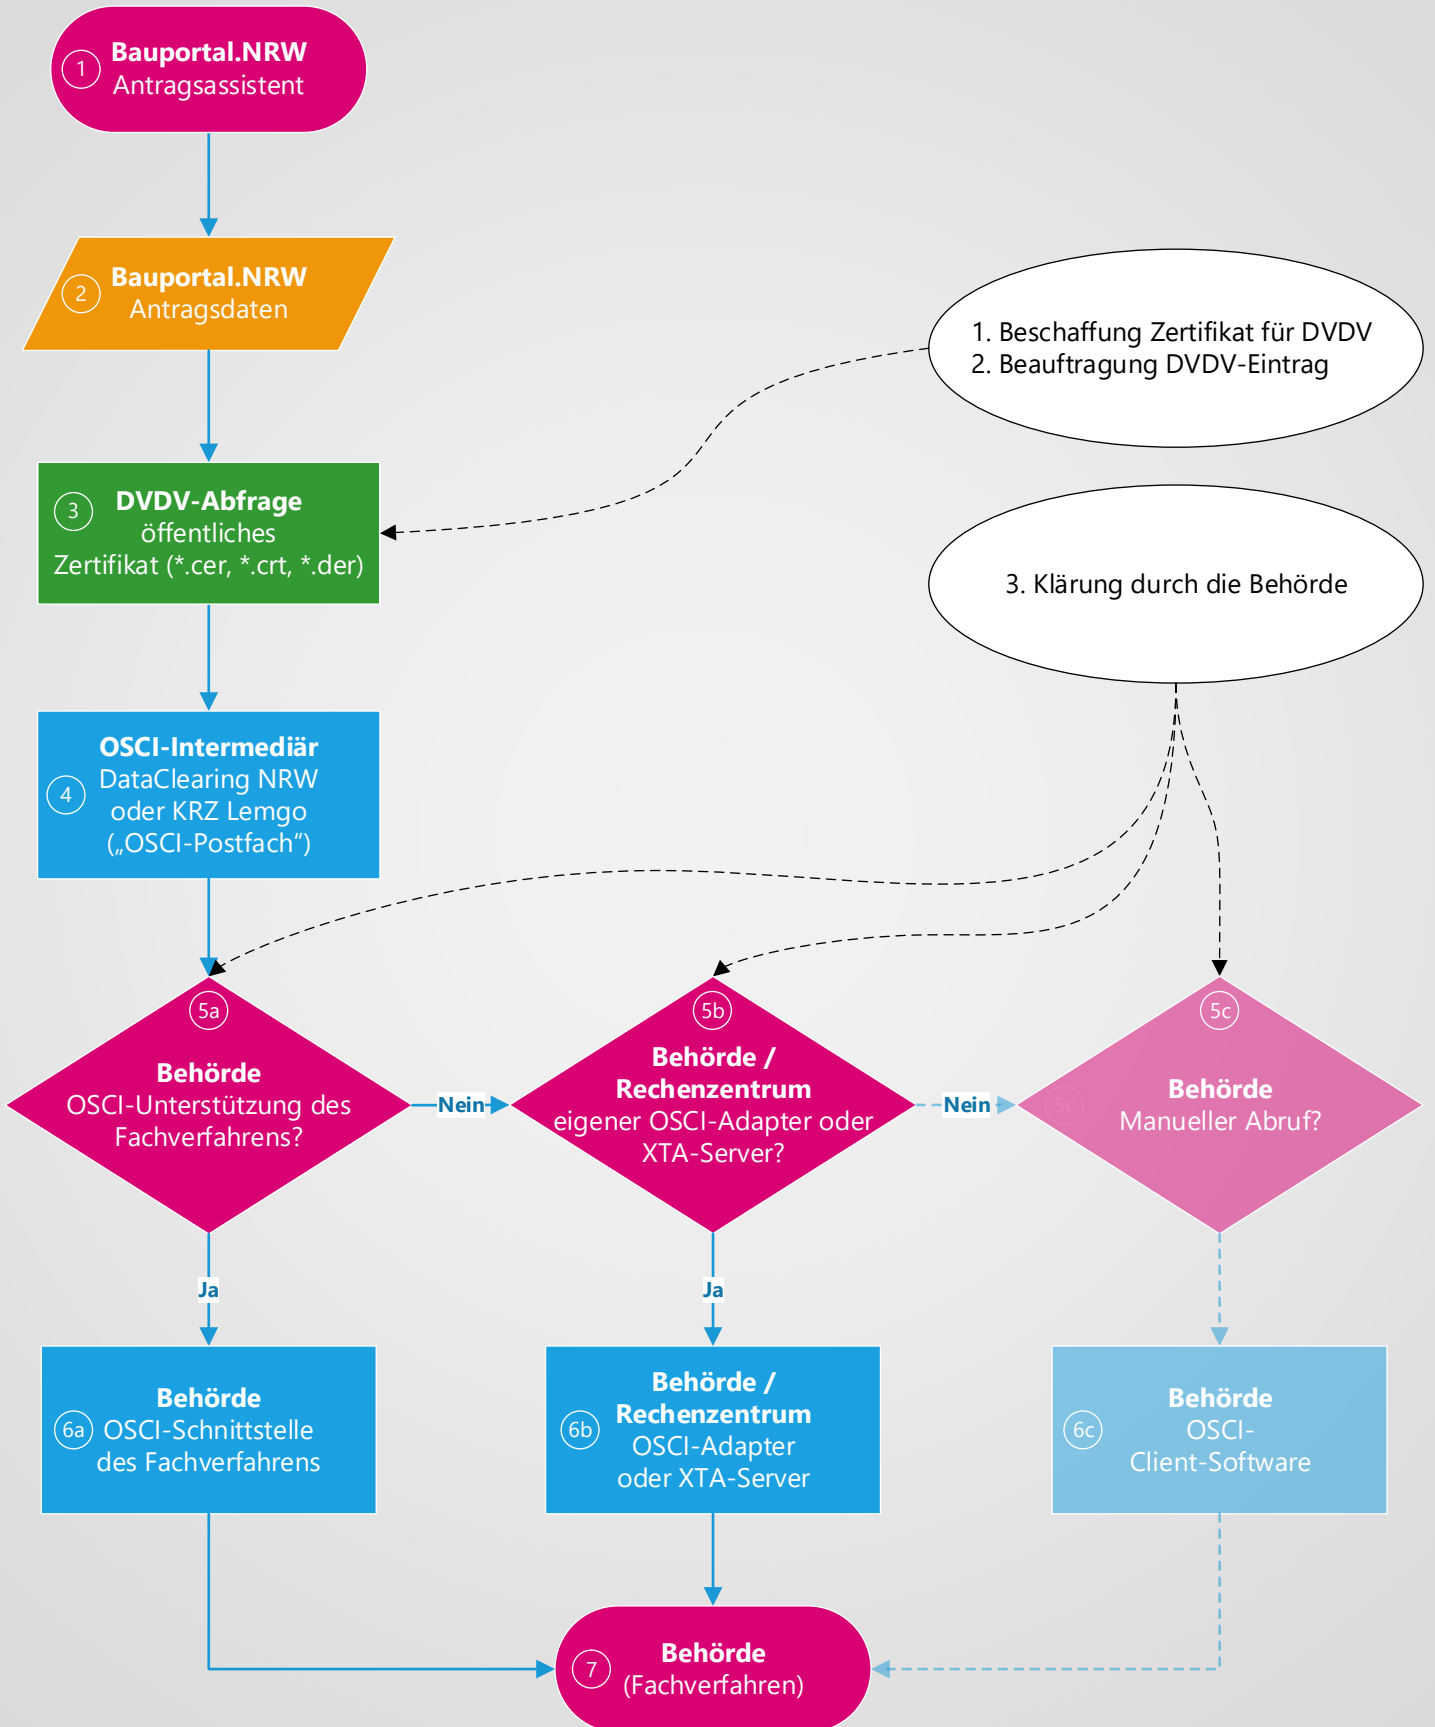 1
Bauportal.NRW
Antragsassistent
2
Bauportal.NRW
Antragsdaten
1. Beschaffung Zertifikat für DVDV
2. Beauftragung DVDV-Eintrag
3
DVDV-Abfrage
öffentliches
Zertifikat (*.cer, *.crt, *.der)
3. Klärung durch die Behörde
4
OSCI-Intermediär
DataClearing NRW
oder KRZ Lemgo
(„OSCI-Postfach“)
5a
Behörde
OSCI-Unterstützung des
Fachverfahrens?
Nein
5b
Behörde /
Rechenzentrum
eigener OSCI-Adapter oder
XTA-Server?
Nein
5c
5c
Behörde
Manueller Abruf?
Ja
Ja
6a
Behörde
OSCI-Schnittstelle
des Fachverfahrens
6b
Behörde /
Rechenzentrum
OSCI-Adapter
oder XTA-Server
6c
Behörde
OSCI-
Client-Software
7
Behörde
(Fachverfahren)